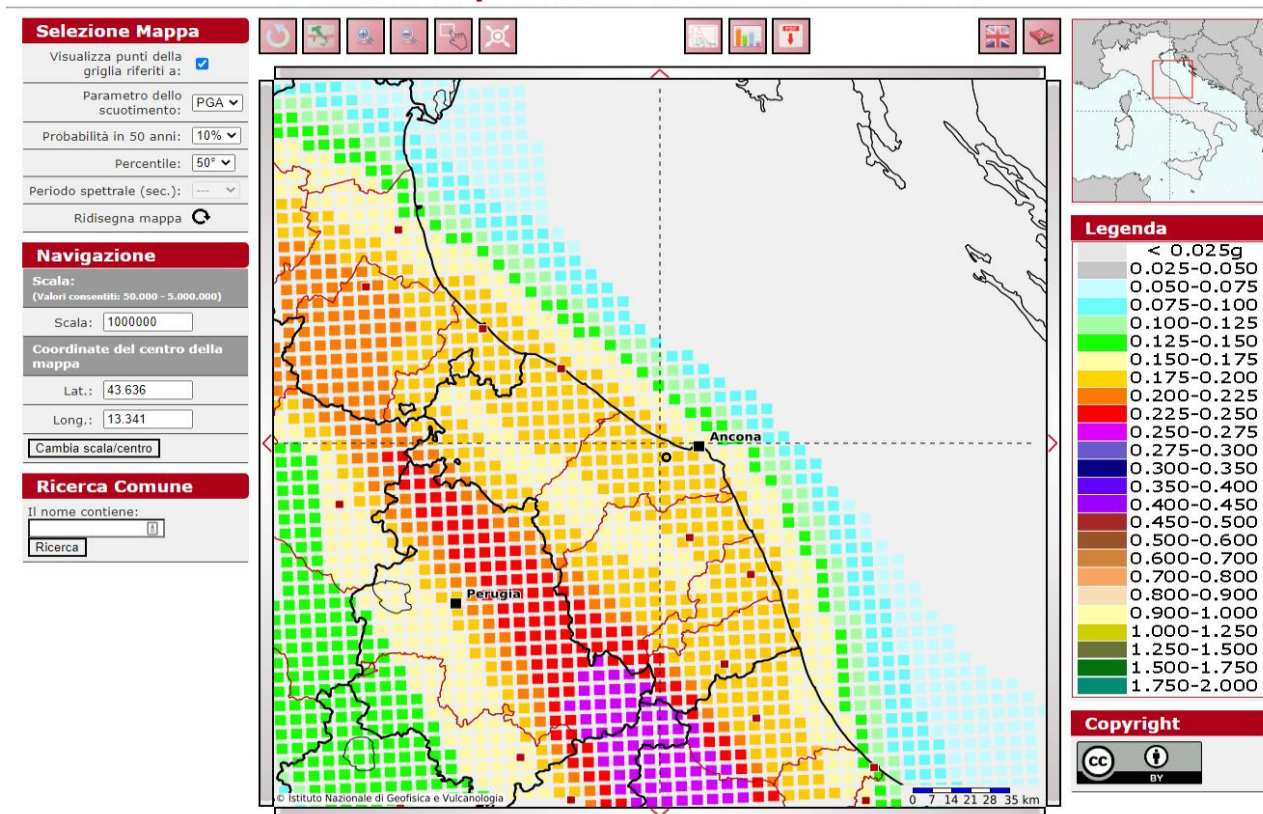 Selezione Mappa
Visualizza punti della
griglia riferiti a:
Parametro dello
scuotimento: PGA
Probabilità in 50 anni: 10%
Percentile: 50°
Periodo spettrale (sec.): ---
Ridisegna mappa
Navigazione
Scala:
(Valori consentiti: 50.000 - 5.000.000)
Scala: 1000000
Coordinate del centro della
mappa
Lat.: 43.636
Long.: 13.341
Cambia scala/centro
Ricerca Comune
Il nome contiene:
Ricerca
PDF
Ancona
Perugia
© Istituto Nazionale di Geofisica e Vulcanologia
0 7 14 21 28 35 km
Legenda
< 0.025g
0.025-0.050
0.050-0.075
0.075-0.100
0.100-0.125
0.125-0.150
0.150-0.175
0.175-0.200
0.200-0.225
0.225-0.250
0.250-0.275
0.275-0.300
0.300-0.350
0.350-0.400
0.400-0.450
0.450-0.500
0.500-0.600
0.600-0.700
0.700-0.800
0.800-0.900
0.900-1.000
1.000-1.250
1.250-1.500
1.500-1.750
1.750-2.000
Copyright
cc
BY